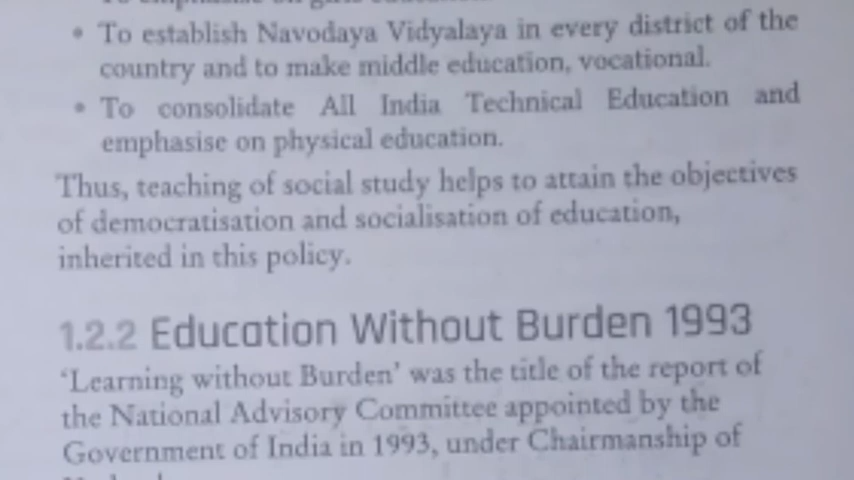 • To establish Navodaya Vidyalaya in every district of the
country and to make middle education, vocational.
• To consolidate All India Technical Education and
emphasise on physical education.
Thus, teaching of social study helps to attain the objectives
of democratisation and socialisation of education,
inherited in this policy.
1.2.2 Education Without Burden 1993
‘Learning without Burden’ was the title of the report of
the National Advisory Committee appointed by the
Government of India in 1993, under Chairmanship of